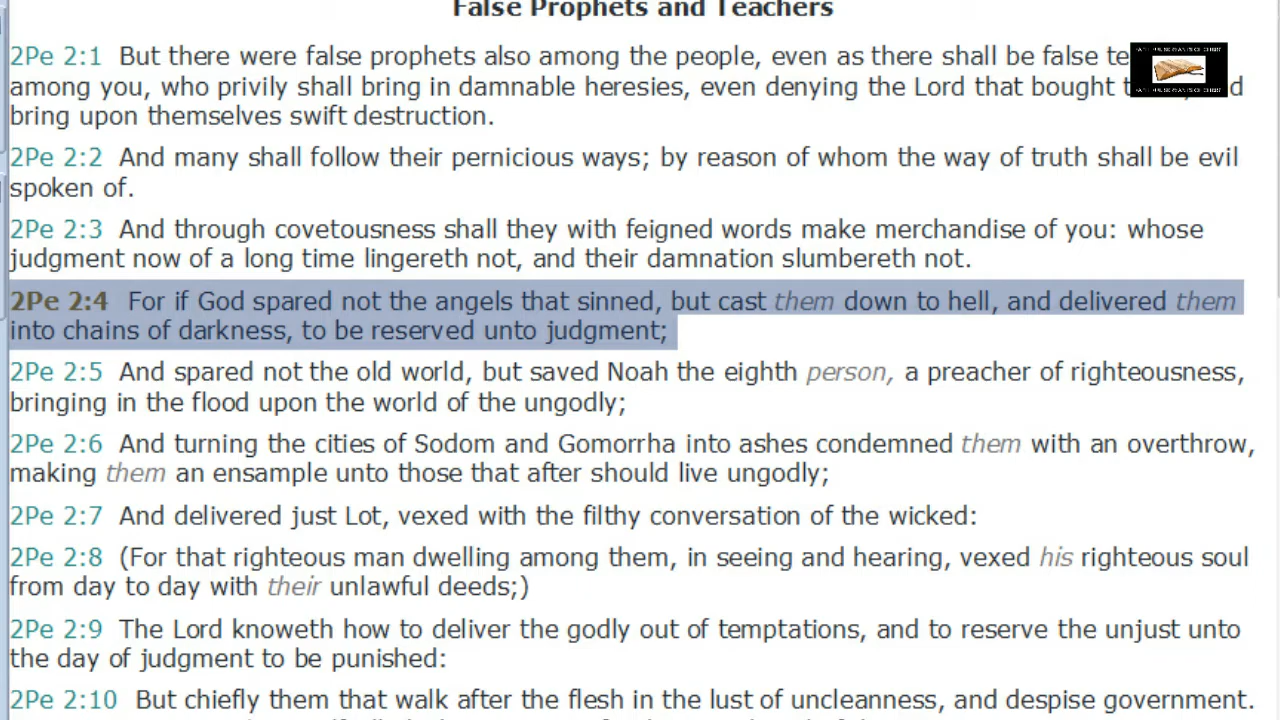 False Prophets and Teachers
2Pe 2:1 But there were false prophets also among the people, even as there shall be false
among you, who privily shall bring in damnable heresies, even denying the Lord that bought
bring upon themselves swift destruction.
2Pe 2:2 And many shall follow their pernicious ways; by reason of whom the way of truth shall be evil
spoken of.
2Pe 2:3 And through covetousness shall they with feigned words make merchandise of you: whose
judgment now of a long time lingereth not, and their damnation slumbereth not.
2Pe 2:4 For if God spared not the angels that sinned, but cast them down to hell, and delivered them
into chains of darkness, to be reserved unto judgment;
2Pe 2:5 And spared not the old world, but saved Noah the eighth person, a preacher of righteousness,
bringing in the flood upon the world of the ungodly;
2Pe 2:6 And turning the cities of Sodom and Gomorrha into ashes condemned them with an overthrow,
making them an ensample unto those that after should live ungodly;
2Pe 2:7 And delivered just Lot, vexed with the filthy conversation of the wicked:
2Pe 2:8 (For that righteous man dwelling among them, in seeing and hearing, vexed his righteous soul
from day to day with their unlawful deeds;)
2Pe 2:9 The Lord knoweth how to deliver the godly out of temptations, and to reserve the unjust unto
the day of judgment to be punished:
2Pe 2:10 But chiefly them that walk after the flesh in the lust of uncleanness, and despise government.